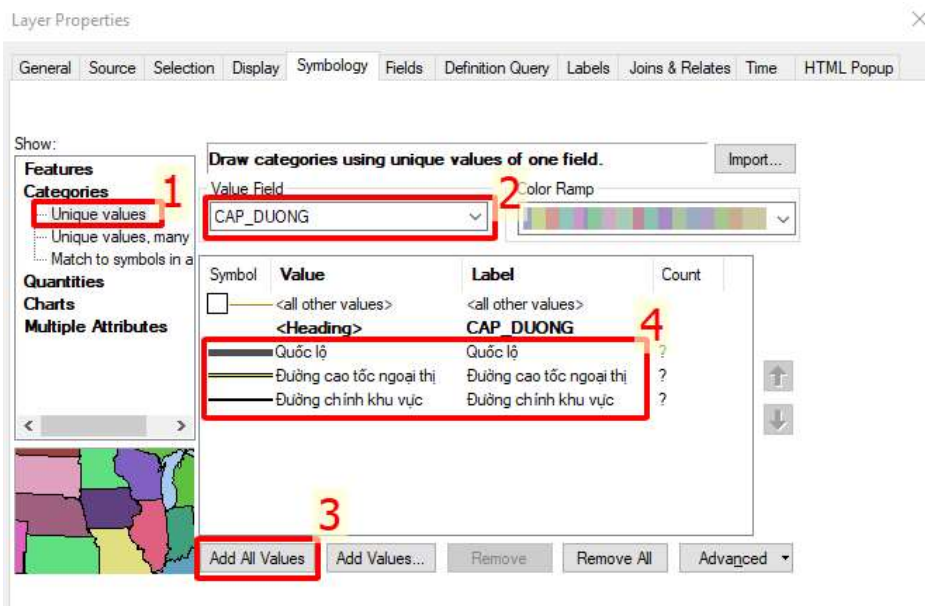 Layer Properties
General Source Selection Display Symbology Fields Definition Query Labels Joins & Relates Time HTML Popup
Show:
Features
Categories
Unique values
Unique values, many
Match to symbols in a
Quantities
Charts
Multiple Attributes
1
Draw categories using unique values of one field.
Import...
Value Field
CAP_DUONG
2
Color Ramp
Symbol Value Label Count
<all other values> <all other values>
<Heading> CAP_DUONG
4
Quốc lộ Quốc lộ ?
Đường cao tốc ngoại thị Đường cao tốc ngoại thị ?
Đường chính khu vực Đường chính khu vực ?
3
Add All Values Add Values... Remove Remove All Advanced